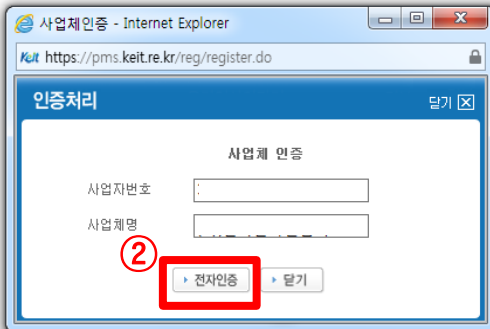 사업체인증 - Internet Explorer
Keit https://pms.keit.re.kr/reg/register.do
인증처리 닫기
사업체 인증
사업자번호
사업체명
②
전자인증 닫기